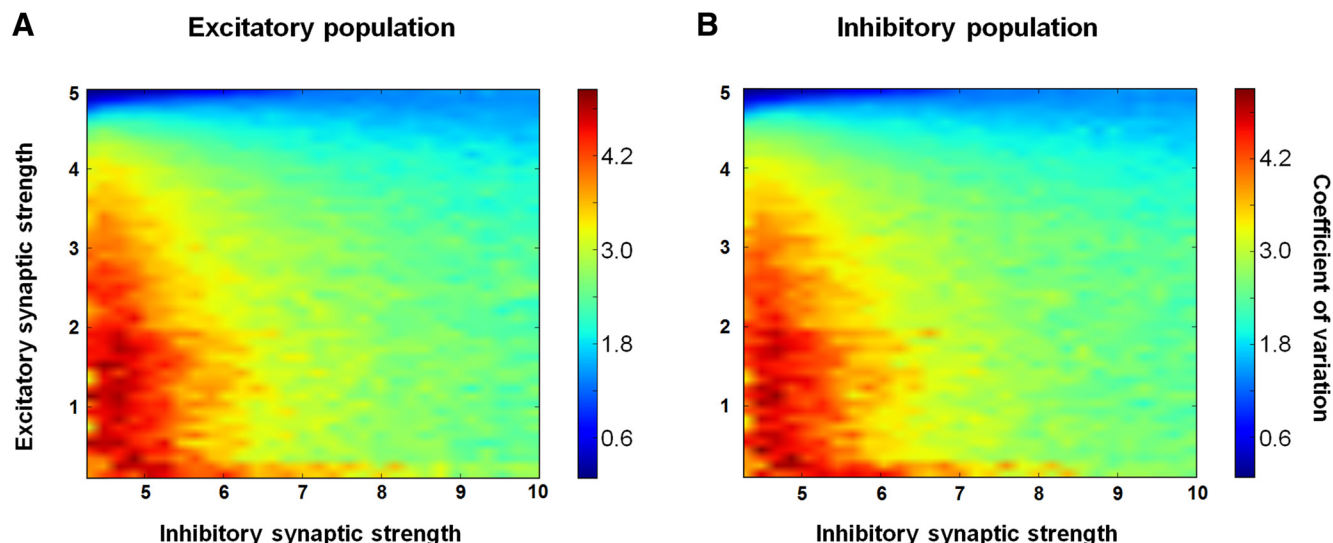 A
Excitatory population
Excitatory synaptic strength
5
4
3
2
1
5 6 7 8 9 10
Inhibitory synaptic strength
4.2
3.0
1.8
0.6
B
Inhibitory population
5
4
3
2
1
5 6 7 8 9 10
Inhibitory synaptic strength
4.2
3.0
1.8
0.6
Coefficient of variation